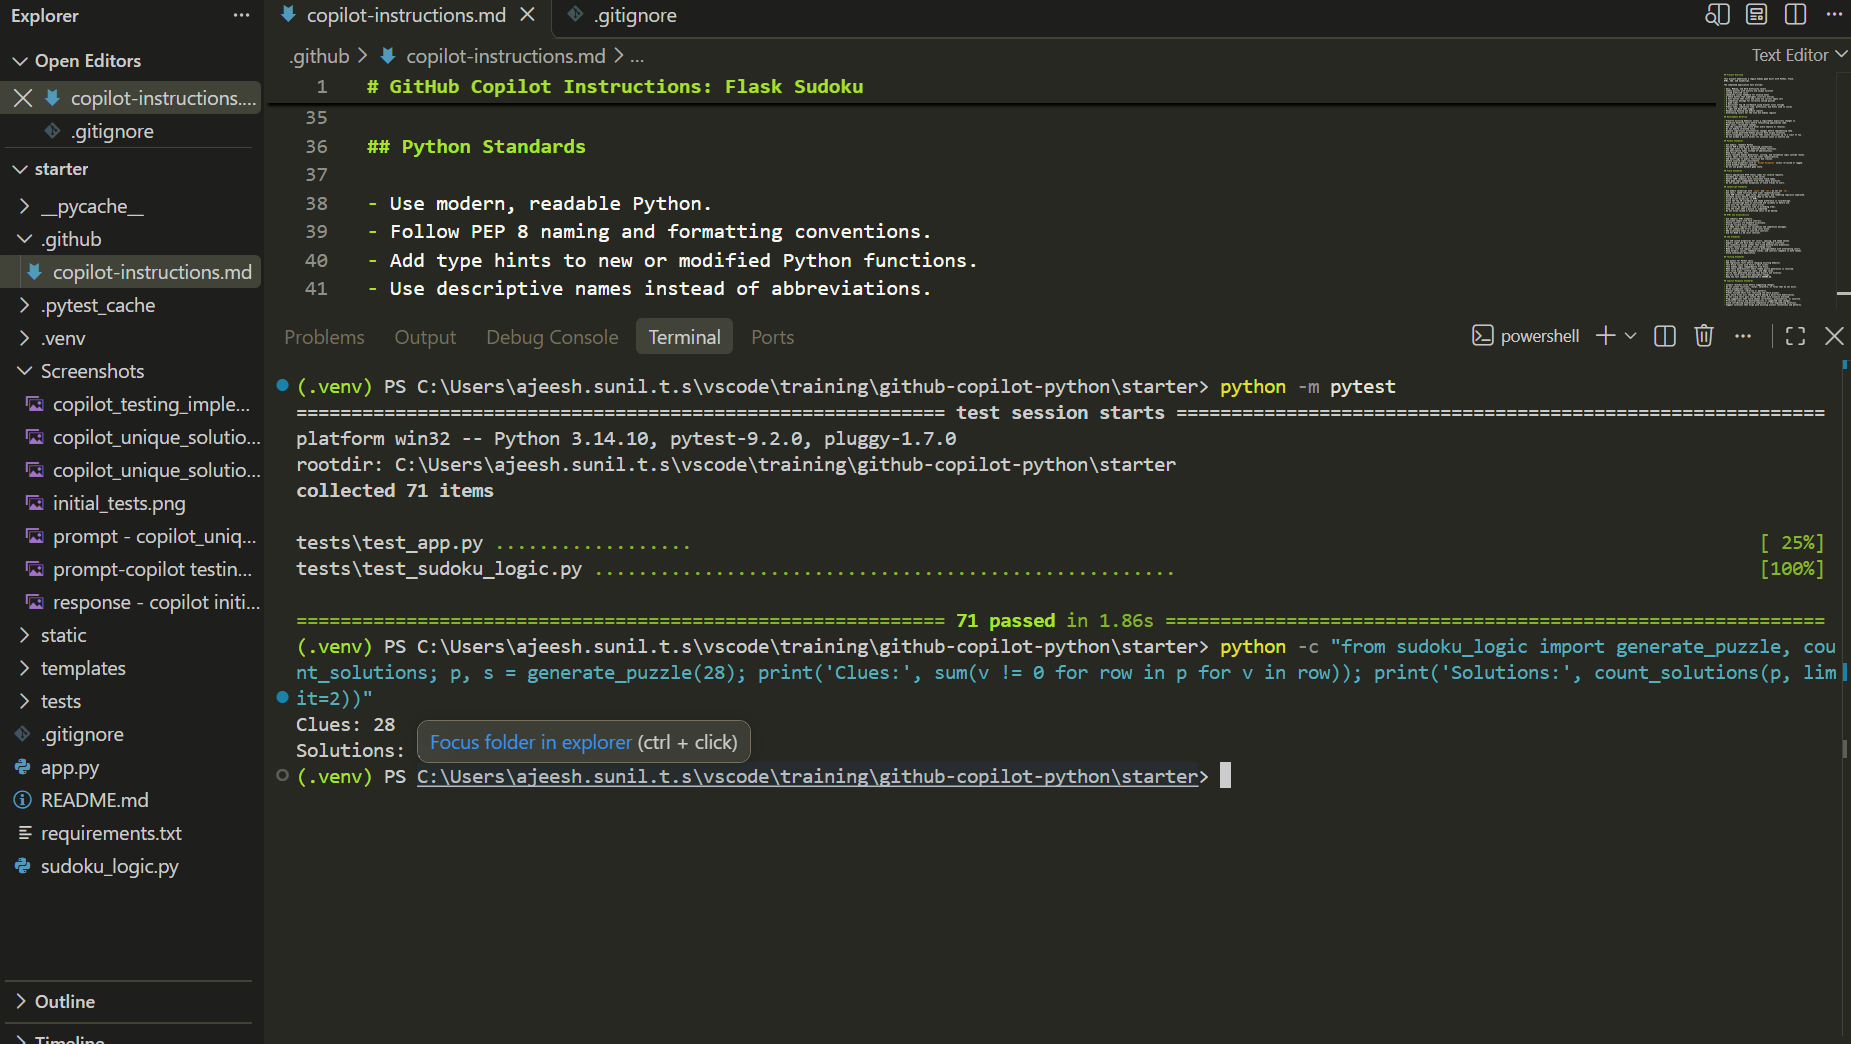 Explorer
Open Editors
copilot-instructions....
.gitignore
starter
__pycache__
.github
copilot-instructions.md
.pytest_cache
.venv
Screenshots
copilot_testing_imple...
copilot_unique_solutio...
copilot_unique_solutio...
initial_tests.png
prompt - copilot_uniq...
prompt-copilot testin...
response - copilot initi...
static
templates
tests
.gitignore
app.py
README.md
requirements.txt
sudoku_logic.py
Outline
Timeline
copilot-instructions.md
.gitignore
.github > copilot-instructions.md > ...
Text Editor
1 # GitHub Copilot Instructions: Flask Sudoku
35
36 ## Python Standards
37
38 - Use modern, readable Python.
39 - Follow PEP 8 naming and formatting conventions.
40 - Add type hints to new or modified Python functions.
41 - Use descriptive names instead of abbreviations.
Problems Output Debug Console Terminal Ports
powershell
(.venv) PS C:\Users\ajeesh.sunil.t.s\vscode\training\github-copilot-python\starter> python -m pytest
=========================================================== test session starts ===========================================================
platform win32 -- Python 3.14.10, pytest-9.2.0, pluggy-1.7.0
rootdir: C:\Users\ajeesh.sunil.t.s\vscode\training\github-copilot-python\starter
collected 71 items
tests\test_app.py .................. [ 25%]
tests\test_sudoku_logic.py ..................................................... [100%]
=========================================================== 71 passed in 1.86s ============================================================
(.venv) PS C:\Users\ajeesh.sunil.t.s\vscode\training\github-copilot-python\starter> python -c "from sudoku_logic import generate_puzzle, cou
nt_solutions; p, s = generate_puzzle(28); print('Clues:', sum(v != 0 for row in p for v in row)); print('Solutions:', count_solutions(p, lim
it=2))"
Clues: 28
Solutions:
Focus folder in explorer (ctrl + click)
(.venv) PS C:\Users\ajeesh.sunil.t.s\vscode\training\github-copilot-python\starter>